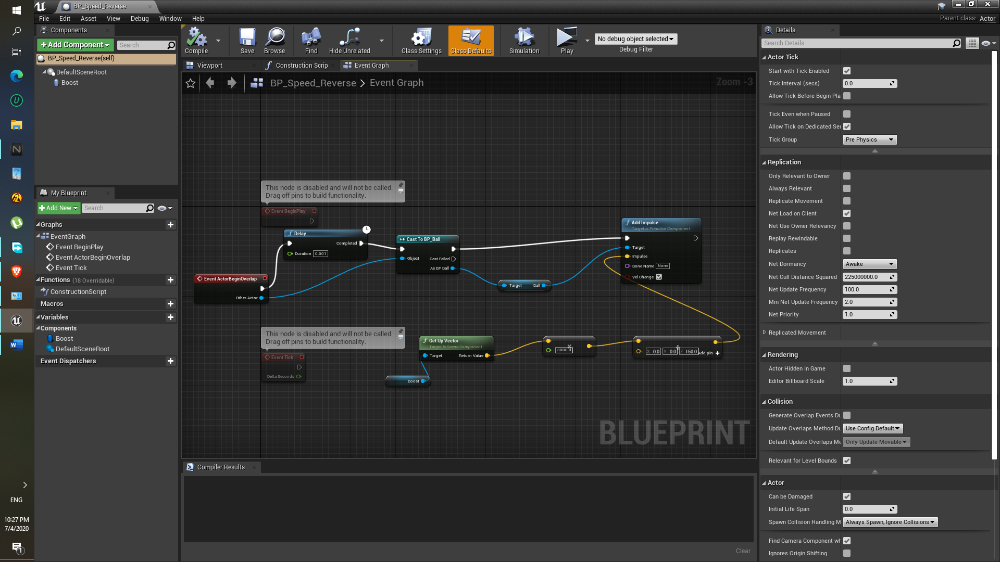 BP_Speed_Reverse
File Edit Asset View Debug Window Help
Parent class: Actor
Components
+Add Component
Search
BP_Speed_Reverse(self)
DefaultSceneRoot
Boost
My Blueprint
+Add New
Search
Graphs
EventGraph
Event BeginPlay
Event ActorBeginOverlap
Event Tick
Functions (18 Overridable)
ConstructionScript
Macros
Variables
Components
Boost
DefaultSceneRoot
Event Dispatchers
Compile
Save
Browse
Find
Hide Unrelated
Class Settings
Class Defaults
Simulation
Play
No debug object selected
Debug Filter
Viewport
Construction Scrip
Event Graph
BP_Speed_Reverse > Event Graph
Zoom -3
This node is disabled and will not be called.
Drag off pins to build functionality.
Event BeginPlay
Delay
Completed
Duration 0.001
Cast To BP_Ball
Object
Cast Failed
As BP Ball
Event ActorBeginOverlap
Other Actor
Target Ball
Add Impulse
Target is Primitive Component
Target
Impulse
Bone Name None
Vel Change
This node is disabled and will not be called.
Drag off pins to build functionality.
Event Tick
Delta Seconds
Get Up Vector
Target is Scene Component
Target Return Value
Boost
3000.0
X 0.0 Y 0.0 Z 150.0 Add pin +
BLUEPRINT
Compiler Results
Clear
Details
Search Details
Actor Tick
Start with Tick Enabled
Tick Interval (secs) 0.0
Allow Tick Before Begin Pla
Tick Even when Paused
Allow Tick on Dedicated Ser
Tick Group Pre Physics
Replication
Only Relevant to Owner
Always Relevant
Replicate Movement
Net Load on Client
Net Use Owner Relevancy
Replay Rewindable
Replicates
Net Dormancy Awake
Net Cull Distance Squared 225000000.0
Net Update Frequency 100.0
Min Net Update Frequency 2.0
Net Priority 1.0
Replicated Movement
Rendering
Actor Hidden In Game
Editor Billboard Scale 1.0
Collision
Generate Overlap Events Du
Update Overlaps Method Du Use Config Default
Default Update Overlaps Me Only Update Movable
Relevant for Level Bounds
Actor
Can be Damaged
Initial Life Span 0.0
Spawn Collision Handling M Always Spawn, Ignore Collisions
Find Camera Component wh
Ignores Origin Shifting
ENG
10:27 PM
7/4/2020
1